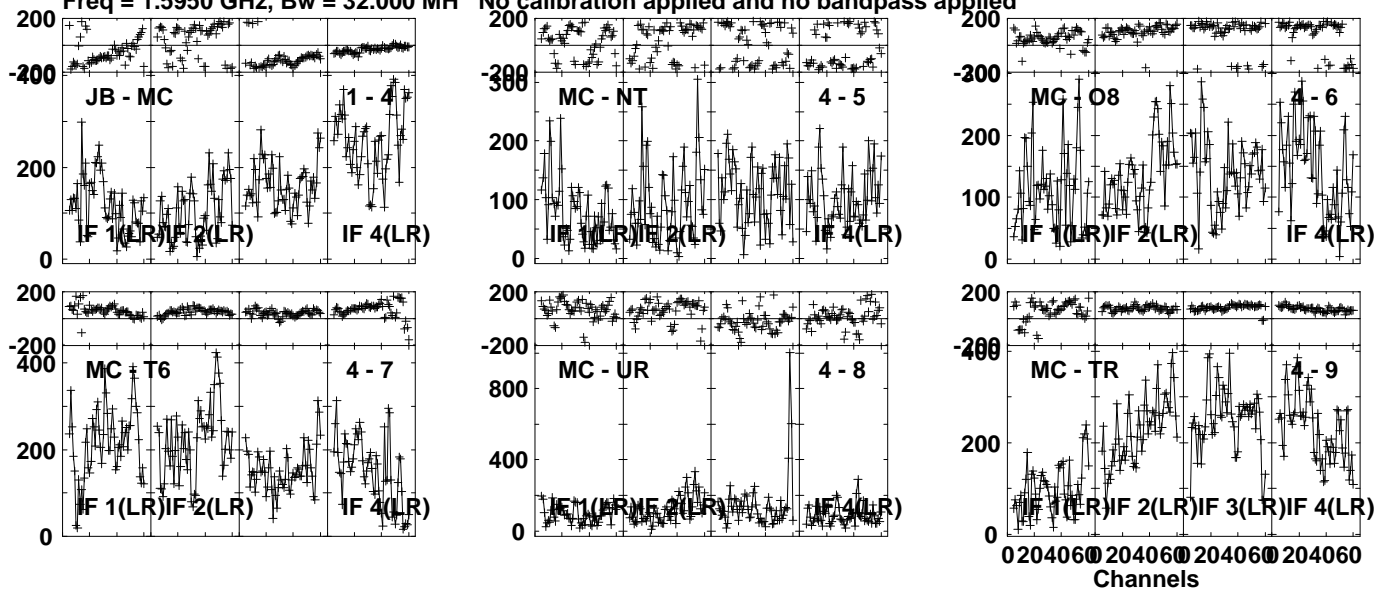 Freq = 1.5950 GHz, Bw = 32.000 MH No calibration applied and no bandpass applied
200 200 200
-200 -200 -200
400 300 300
JB - MC 1 - 4 MC - NT 4 - 5 MC - O8 4 - 6
200 200 200
100 100
IF 1(LR) IF 2(LR) IF 4(LR) IF 1(LR) IF 2(LR) IF 4(LR) IF 1(LR) IF 2(LR) IF 4(LR)
0 0 0
200 200 200
-200 -200 -200
400 400
MC - T6 4 - 7 MC - UR 4 - 8 MC - TR 4 - 9
800
200 400 200
IF 1(LR) IF 2(LR) IF 4(LR) IF 1(LR) IF 2(LR) IF 4(LR) IF 1(LR) IF 2(LR) IF 3(LR) IF 4(LR)
0 0 0
0 20 40 60 0 20 40 60 0 20 40 60 0 20 40 60
Channels